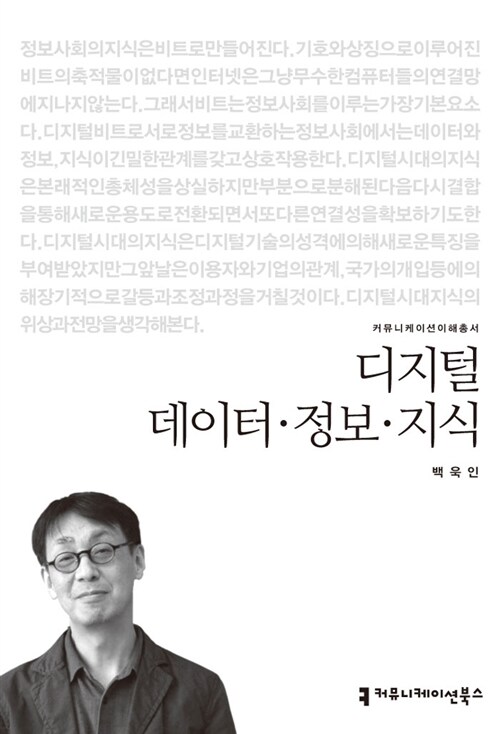 정보사회의지식은비트로만들어진다.기호와상징으로이루어진
비트의축적물이없다면인터넷은그냥무수한컴퓨터들의연결망
에지나지않는다.그래서비트는정보사회를이루는가장기본요소
다.디지털비트로서로정보를교환하는정보사회에서는데이터와
정보,지식이긴밀한관계를갖고상호작용한다.디지털시대의지식
은본래적인총체성을상실하지만부분으로분해된다음다시결합
을통해새로운용도로전환되면서또다른연결성을확보하기도한
다.디지털시대의지식은디지털기술의성격에의해새로운특징을
부여받았지만그앞날은이용자와기업의관계,국가의개입등에의
해장기적으로갈등과조정과정을거칠것이다.디지털시대지식의
위상과전망을생각해본다.
커뮤니케이션이해총서
디지털
데이터·정보·지식
백욱인
커뮤니케이션북스